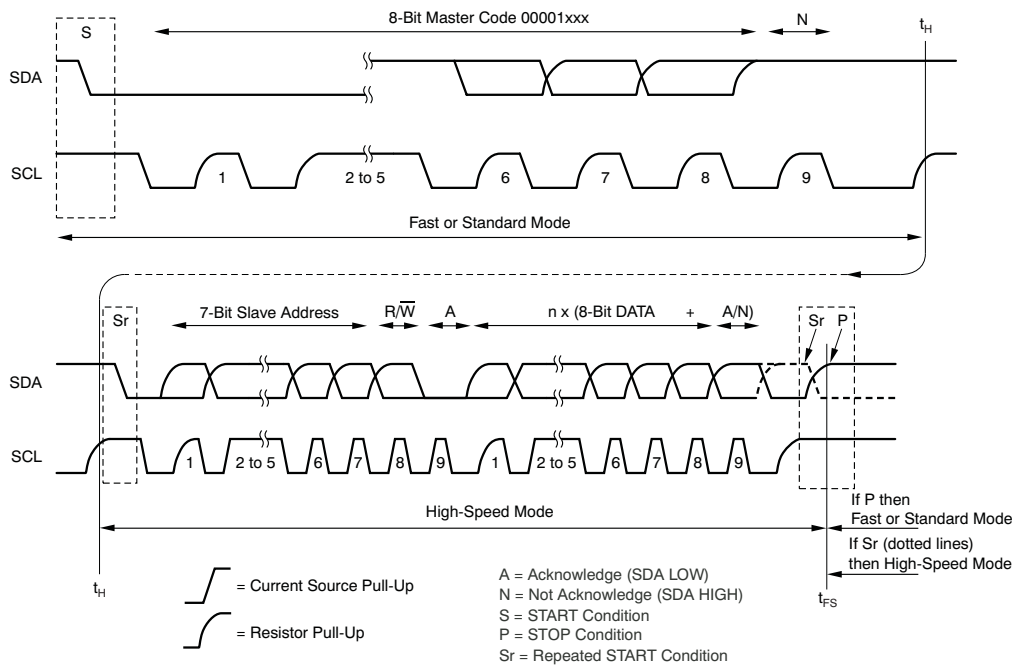 8-Bit Master Code 00001xxx
N
t_H
S
SDA
SCL
1
2 to 5
6
7
8
9
Fast or Standard Mode
Sr
7-Bit Slave Address
R/W̅
A
n x (8-Bit DATA + A/N)
Sr
P
SDA
SCL
1
2 to 5
6
7
8
9
1
2 to 5
6
7
8
9
High-Speed Mode
If P then
Fast or Standard Mode
If Sr (dotted lines)
then High-Speed Mode
t_H
t_FS
= Current Source Pull-Up
= Resistor Pull-Up
A = Acknowledge (SDA LOW)
N = Not Acknowledge (SDA HIGH)
S = START Condition
P = STOP Condition
Sr = Repeated START Condition